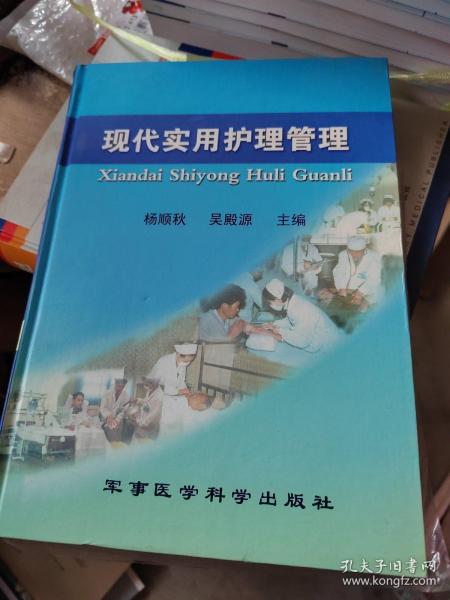 现代实用护理管理
Xiandai Shiyong Huli Guanli
杨顺秋 吴殿源 主编
军事医学科学出版社
孔夫子旧书网
www.kongfz.com